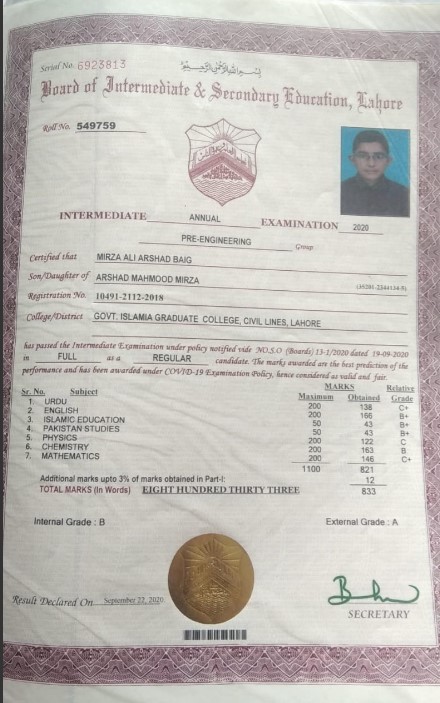 Serial No. 6923813
بسم اللہ الرحمن الرحیم
Board of Intermediate & Secondary Education, Lahore
Roll No. 549759
INTERMEDIATE ANNUAL EXAMINATION 2020
PRE-ENGINEERING Group
Certified that MIRZA ALI ARSHAD BAIG
Son/Daughter of ARSHAD MAHMOOD MIRZA
Registration No. 10491-2112-2018
College/District GOVT. ISLAMIA GRADUATE COLLEGE, CIVIL LINES, LAHORE
has passed the Intermediate Examination under policy notified vide NO.S.O (Boards) 13-1/2020 dated 19-09-2020
in FULL as a REGULAR candidate. The marks awarded are the best prediction of the
performance and has been awarded under COVID-19 Examination Policy, hence considered as valid and fair.
MARKS Relative
Sr. No. Subject Maximum Obtained Grade
1. URDU 200 138 C+
2. ENGLISH 200 166 B+
3. ISLAMIC EDUCATION 50 43 B+
4. PAKISTAN STUDIES 50 43 B+
5. PHYSICS 200 122 C
6. CHEMISTRY 200 163 B
7. MATHEMATICS 200 146 C+
1100 821
Additional marks upto 3% of marks obtained in Part-I: 12
TOTAL MARKS (In Words) EIGHT HUNDRED THIRTY THREE 833
Internal Grade : B External Grade : A
Result Declared On September 22, 2020
SECRETARY